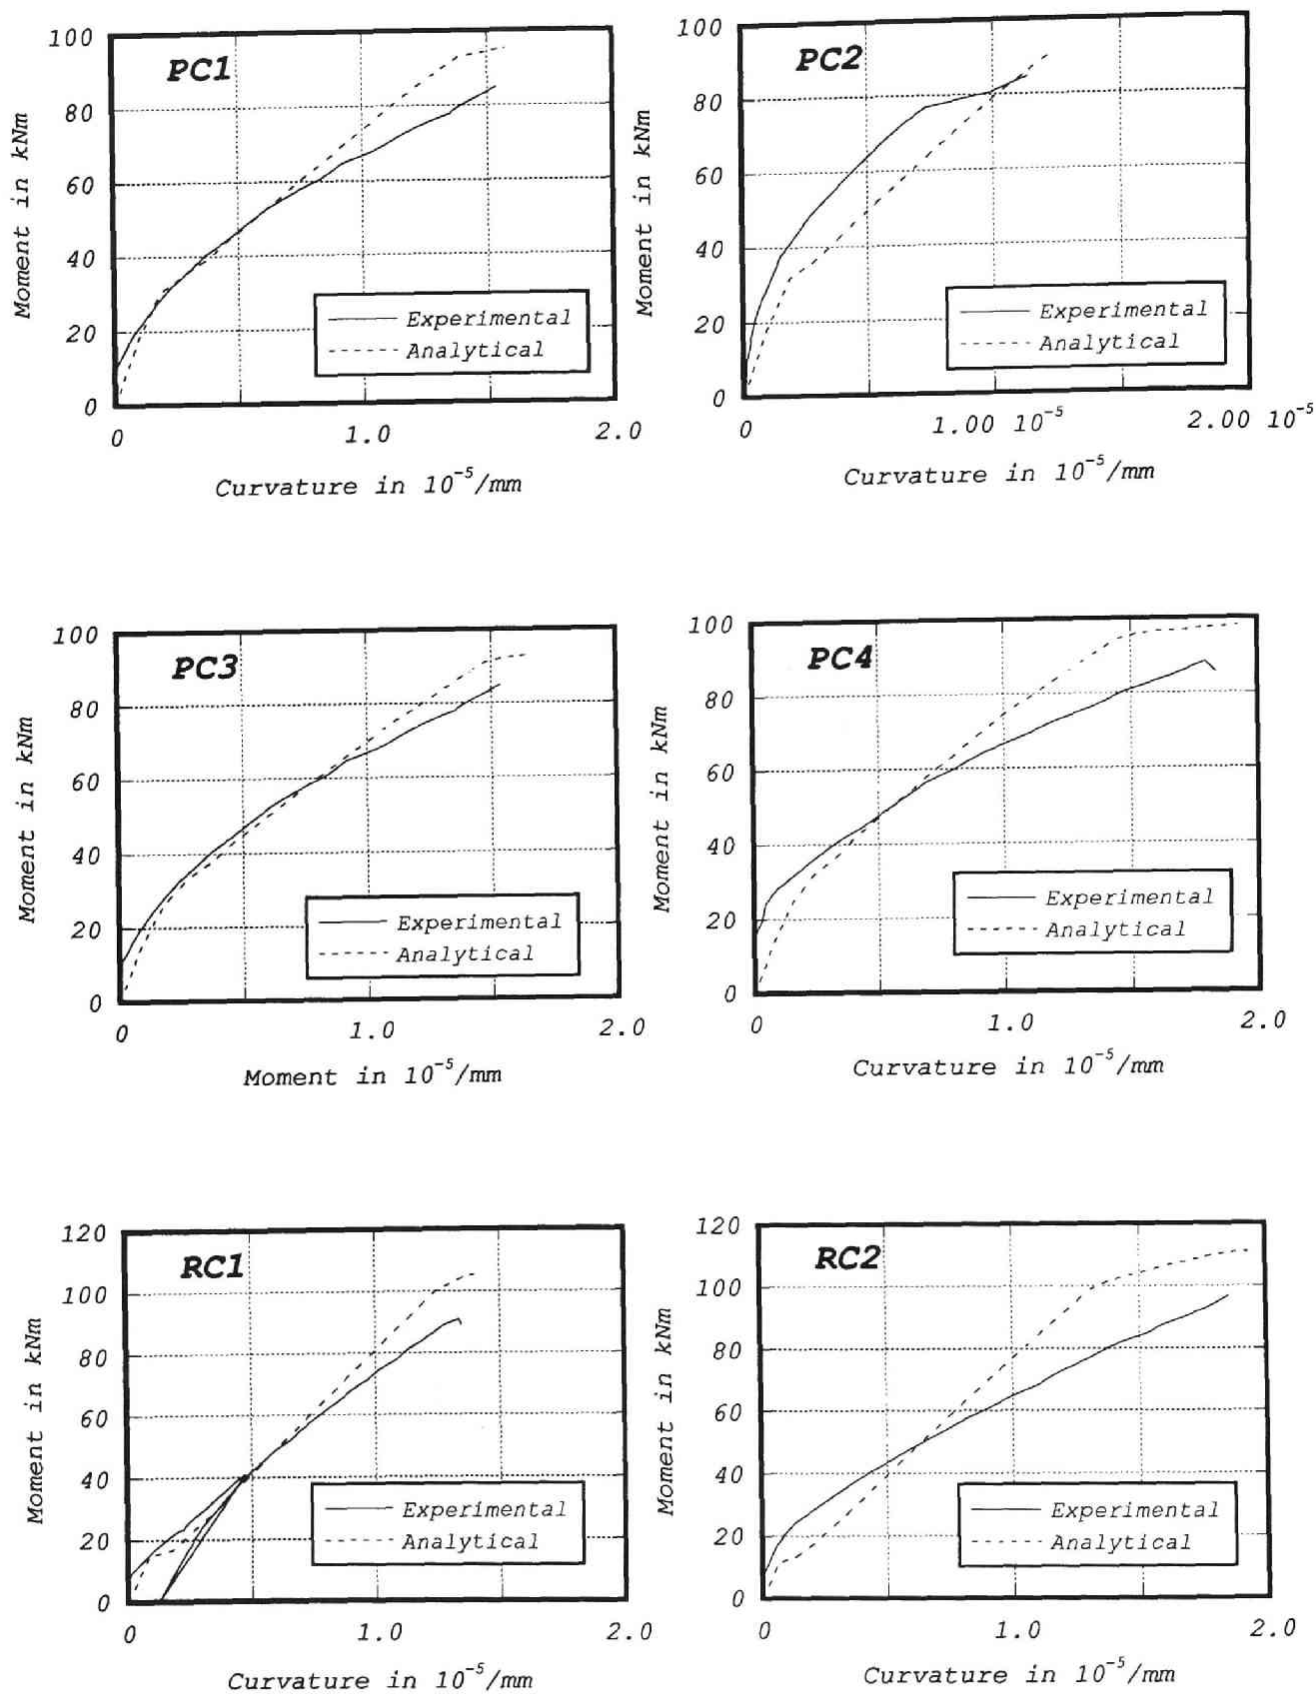 100
80
60
40
20
0
Moment in kNm
PC1
Experimental
Analytical
0
1.0
2.0
Curvature in 10⁻⁵/mm
100
80
60
40
20
0
Moment in kNm
PC2
Experimental
Analytical
0
1.00 10⁻⁵
2.00 10⁻⁵
Curvature in 10⁻⁵/mm
100
80
60
40
20
0
Moment in kNm
PC3
Experimental
Analytical
0
1.0
2.0
Moment in 10⁻⁵/mm
100
80
60
40
20
0
Moment in kNm
PC4
Experimental
Analytical
0
1.0
2.0
Curvature in 10⁻⁵/mm
120
100
80
60
40
20
0
Moment in kNm
RC1
Experimental
Analytical
0
1.0
2.0
Curvature in 10⁻⁵/mm
120
100
80
60
40
20
0
Moment in kNm
RC2
Experimental
Analytical
0
1.0
2.0
Curvature in 10⁻⁵/mm